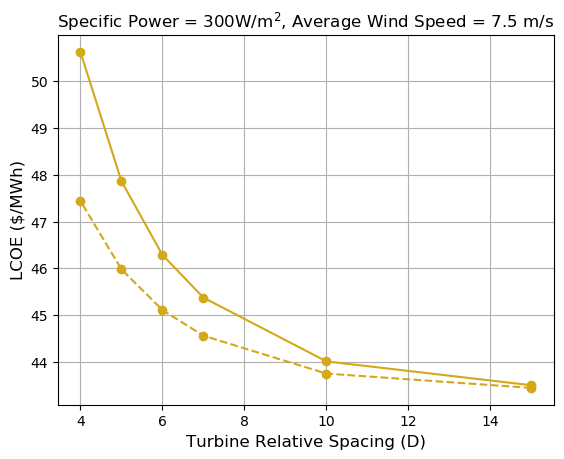 Specific Power = 300W/m², Average Wind Speed = 7.5 m/s
50
49
48
47
46
45
44
LCOE ($/MWh)
4 6 8 10 12 14
Turbine Relative Spacing (D)